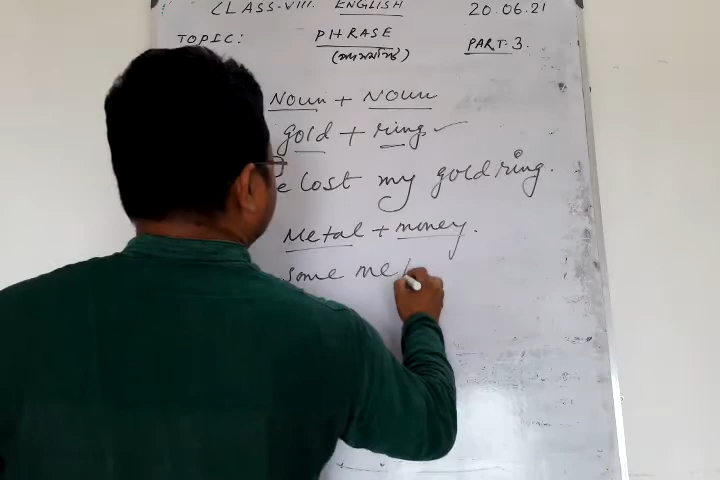 CLASS-VIII. ENGLISH 20.06.21
TOPIC: PHRASE PART-3.
Noun + Noun
gold + ring
lost my gold ring.
Metal + money.
Some me